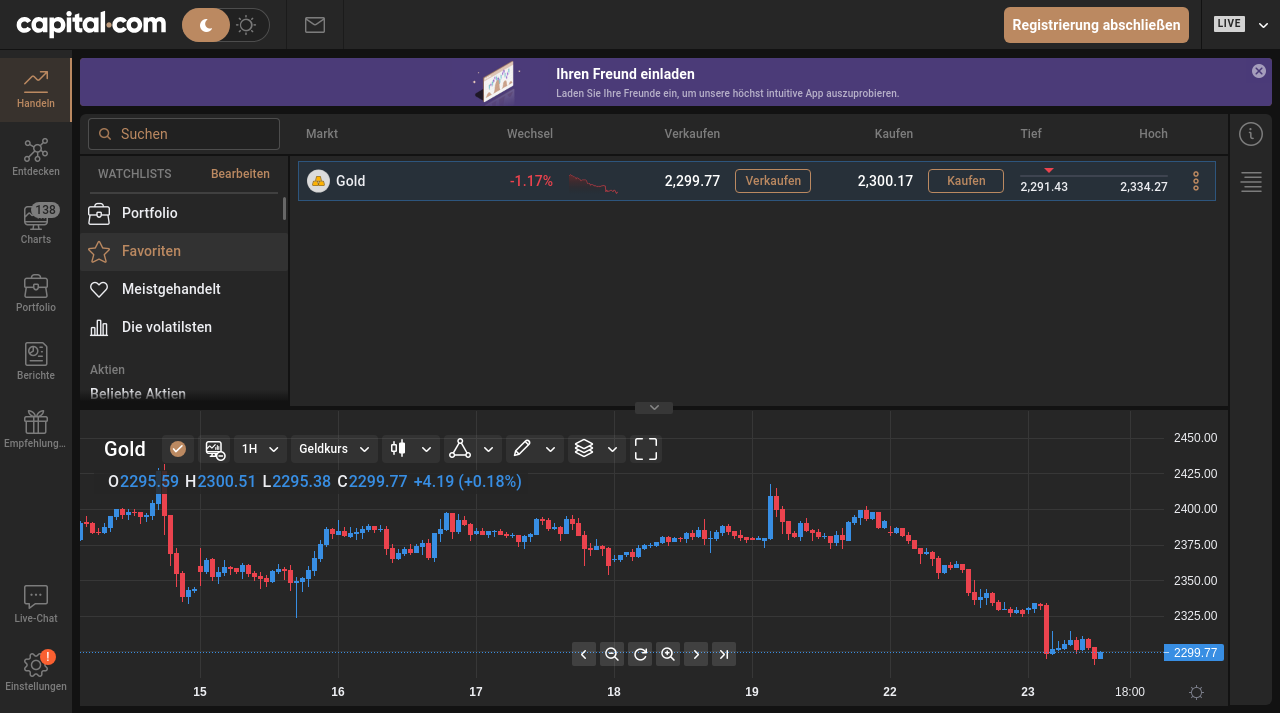 capital.com
Registrierung abschließen
LIVE
Ihren Freund einladen
Laden Sie Ihre Freunde ein, um unsere höchst intuitive App auszuprobieren.
Handeln
Entdecken
138
Charts
Portfolio
Berichte
Empfehlung...
Live-Chat
!
Einstellungen
Suchen
Markt Wechsel Verkaufen Kaufen Tief Hoch
WATCHLISTS Bearbeiten
Portfolio
Favoriten
Meistgehandelt
Die volatilsten
Aktien
Beliebte Aktien
Gold -1.17% 2,299.77 Verkaufen 2,300.17 Kaufen 2,291.43 2,334.27
Gold 1H Geldkurs
O2295.59 H2300.51 L2295.38 C2299.77 +4.19 (+0.18%)
2450.00
2425.00
2400.00
2375.00
2350.00
2325.00
2299.77
15 16 17 18 19 22 23 18:00